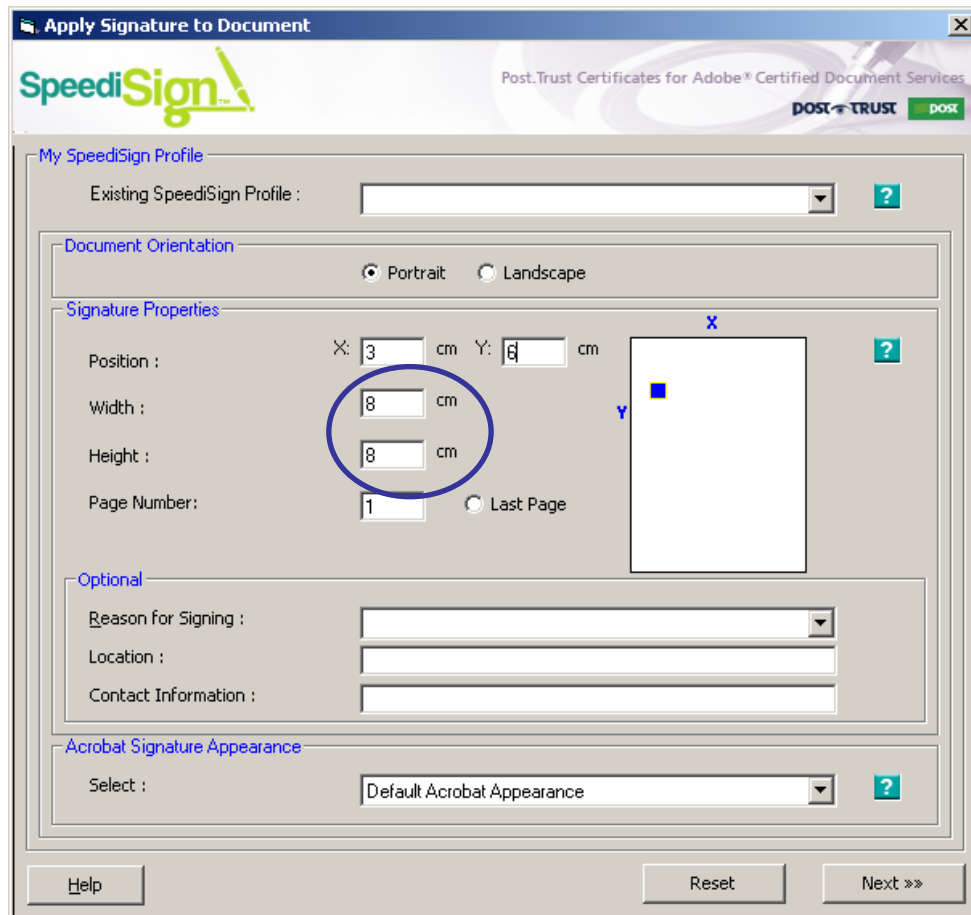 Apply Signature to Document
SpeediSign™
Post.Trust Certificates for Adobe® Certified Document Services
POST TRUST post
My SpeediSign Profile
Existing SpeediSign Profile : ?
Document Orientation
Portrait Landscape
Signature Properties
X
Position : X: 3 cm Y: 6 cm ?
Width : 8 cm
Y
Height : 8 cm
Page Number: 1 Last Page
Optional
Reason for Signing :
Location :
Contact Information :
Acrobat Signature Appearance
Select : Default Acrobat Appearance ?
Help Reset Next »»